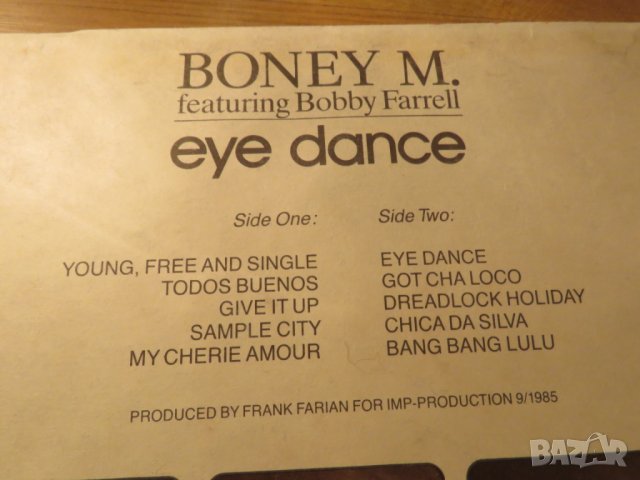 BONEY M.
featuring Bobby Farrell
eye dance
Side One:
YOUNG, FREE AND SINGLE
TODOS BUENOS
GIVE IT UP
SAMPLE CITY
MY CHERIE AMOUR
Side Two:
EYE DANCE
GOT CHA LOCO
DREADLOCK HOLIDAY
CHICA DA SILVA
BANG BANG LULU
PRODUCED BY FRANK FARIAN FOR IMP-PRODUCTION 9/1985
BAZAR
bg